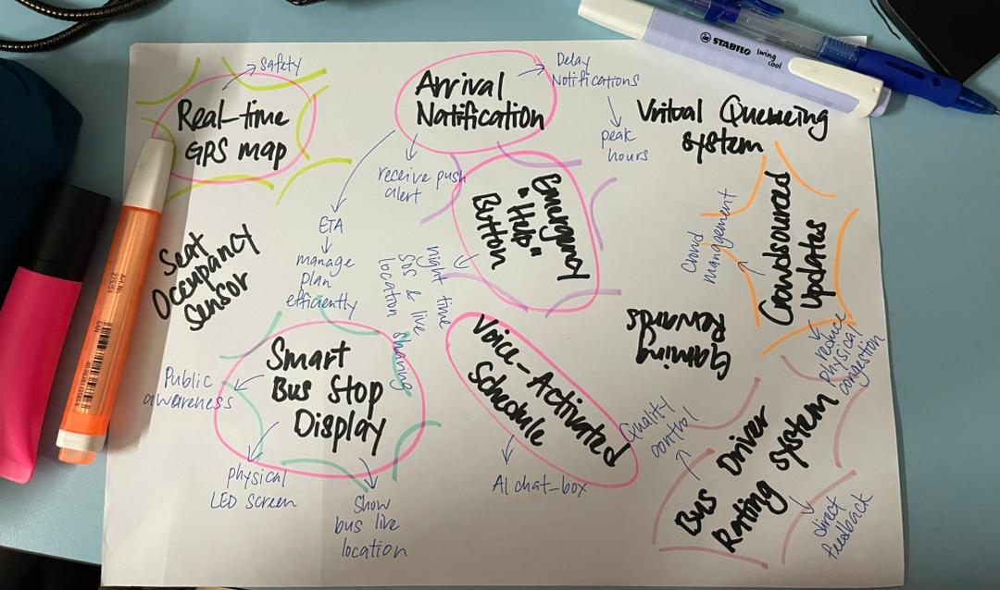 STABILO swing
cool
safety
Real-time
GPS map
Arrival
Notification
Delay
Notifications
peak
hours
Virtual Queueing
system
receive push
alert
ETA
manage
plan
efficiently
Emergency
"Help"
Button
night time
SOS & live
location sharing
Crowdsourced
Updates
Crowd
management
reduce
physical
congestion
Seat
Occupancy
Sensor
Gaming
Rewards
Smart
Bus Stop
Display
Public
awareness
physical
LED screen
show
bus live
location
Voice-Activated
Schedule
AI chat-box
Bus Driver
Rating system
Quality
control
direct
feedback